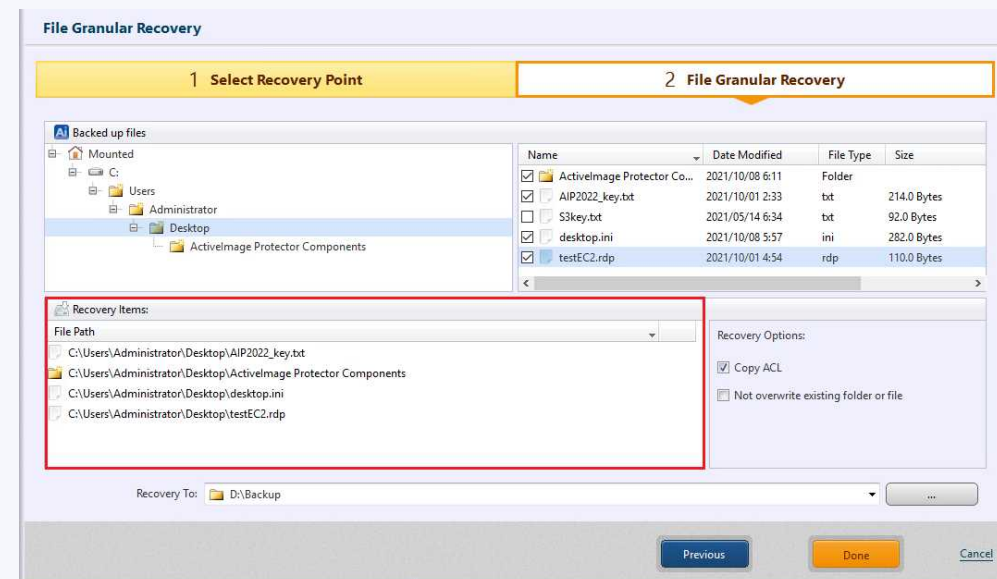 File Granular Recovery
1 Select Recovery Point
2 File Granular Recovery
Ai Backed up files
Mounted
C:
Users
Administrator
Desktop
ActiveImage Protector Components
Name Date Modified File Type Size
ActiveImage Protector Co... 2021/10/08 6:11 Folder
AIP2022_key.txt 2021/10/01 2:33 txt 214.0 Bytes
S3key.txt 2021/05/14 6:34 txt 92.0 Bytes
desktop.ini 2021/10/08 5:57 ini 282.0 Bytes
testEC2.rdp 2021/10/01 4:54 rdp 110.0 Bytes
Recovery Items:
File Path
C:\Users\Administrator\Desktop\AIP2022_key.txt
C:\Users\Administrator\Desktop\ActiveImage Protector Components
C:\Users\Administrator\Desktop\desktop.ini
C:\Users\Administrator\Desktop\testEC2.rdp
Recovery Options:
Copy ACL
Not overwrite existing folder or file
Recovery To: D:\Backup ...
Previous Done Cancel